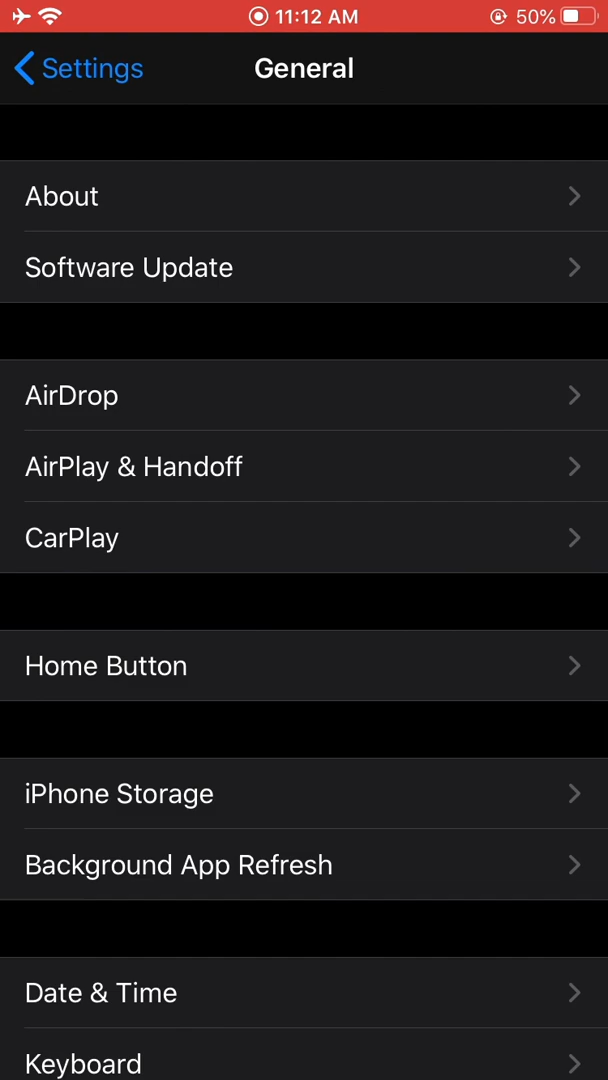 11:12 AM
50%
Settings
General
About
Software Update
AirDrop
AirPlay & Handoff
CarPlay
Home Button
iPhone Storage
Background App Refresh
Date & Time
Keyboard